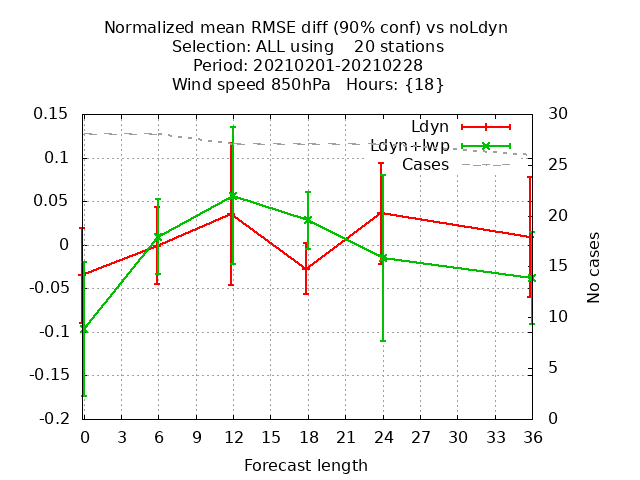 Normalized mean RMSE diff (90% conf) vs noLdyn
Selection: ALL using    20 stations
Period: 20210201-20210228
Wind speed 850hPa   Hours: {18}
0.15
0.1
0.05
0
-0.05
-0.1
-0.15
-0.2
Ldyn
Ldyn+lwp
Cases
30
25
20
15
10
5
0
No cases
0 3 6 9 12 15 18 21 24 27 30 33 36
Forecast length